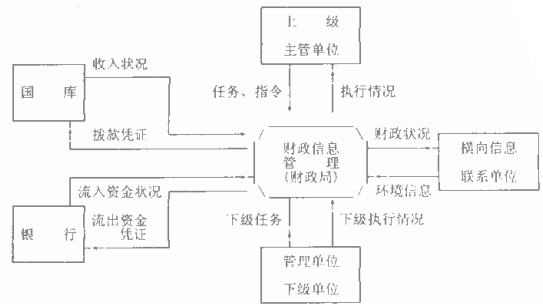 上 级
主管单位
收入状况
国 库
任务、指令
执行情况
拨款凭证
财政信息
管 理
(财政局)
财政状况
横向信息
联系单位
环境信息
流入资金状况
流出资金
凭证
银 行
下级任务
下级执行情况
管理单位
下级单位